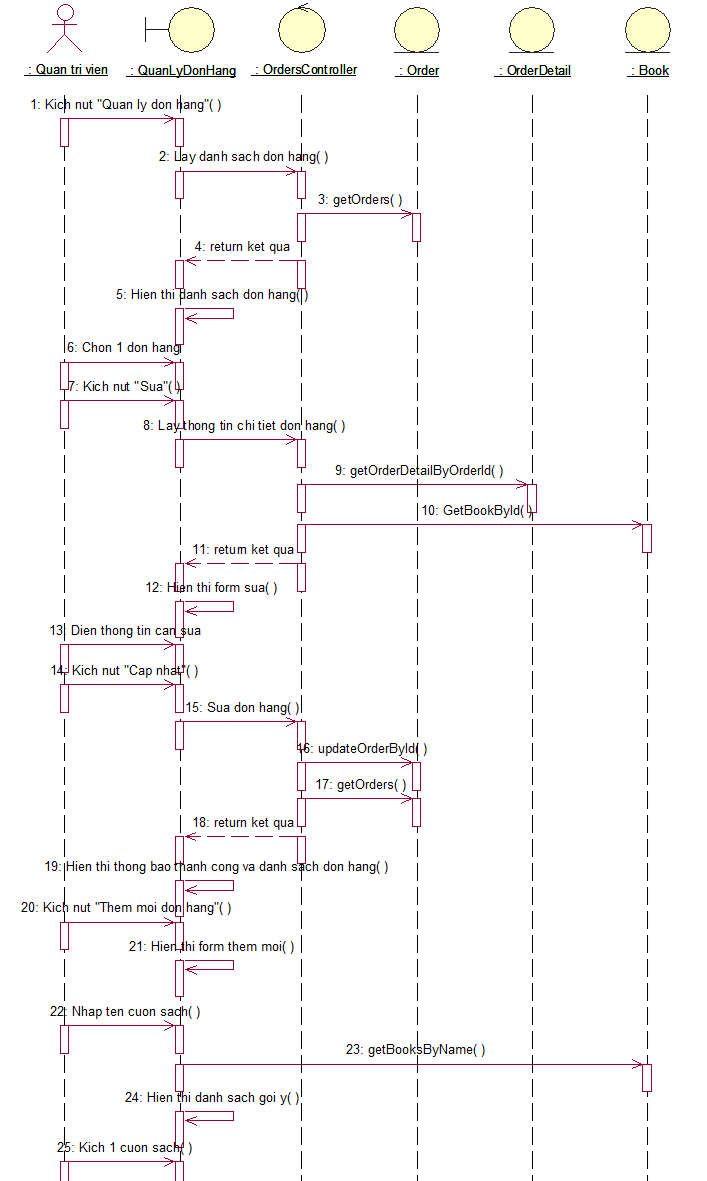 : Quan tri vien
: QuanLyDonHang
: OrdersController
: Order
: OrderDetail
: Book
1: Kich nut "Quan ly don hang"( )
2: Lay danh sach don hang( )
3: getOrders( )
4: return ket qua
5: Hien thi danh sach don hang( )
6: Chon 1 don hang
7: Kich nut "Sua"( )
8: Lay thong tin chi tiet don hang( )
9: getOrderDetailByOrderId( )
10: GetBookById( )
11: return ket qua
12: Hien thi form sua( )
13: Dien thong tin can sua
14: Kich nut "Cap nhat"( )
15: Sua don hang( )
16: updateOrderById( )
17: getOrders( )
18: return ket qua
19: Hien thi thong bao thanh cong va danh sach don hang( )
20: Kich nut "Them moi don hang"( )
21: Hien thi form them moi( )
22: Nhap ten cuon sach( )
23: getBooksByName( )
24: Hien thi danh sach goi y( )
25: Kich 1 cuon sach( )